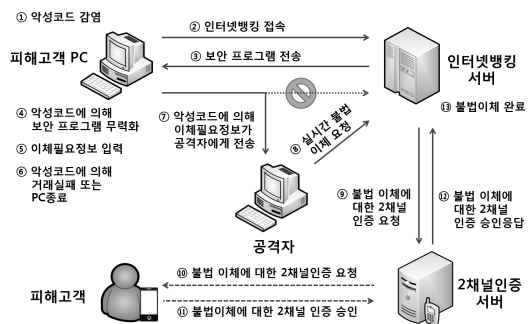 ① 악성코드 감염
② 인터넷뱅킹 접속
③ 보안 프로그램 전송
피해고객 PC
인터넷뱅킹
서버
④ 악성코드에 의해
보안 프로그램 무력화
⑤ 이체필요정보 입력
⑥ 악성코드에 의해
거래실패 또는
PC종료
⑦ 악성코드에 의해
이체필요정보가
공격자에게 전송
⑧ 실시간 불법
이체 요청
⑬ 불법이체 완료
공격자
⑨ 불법 이체에
대한 2채널
인증 요청
⑫ 불법 이체에
대한 2채널
인증 승인응답
⑩ 불법 이체에 대한 2채널인증 요청
피해고객
⑪ 불법이체에 대한 2채널 인증 승인
2채널인증
서버